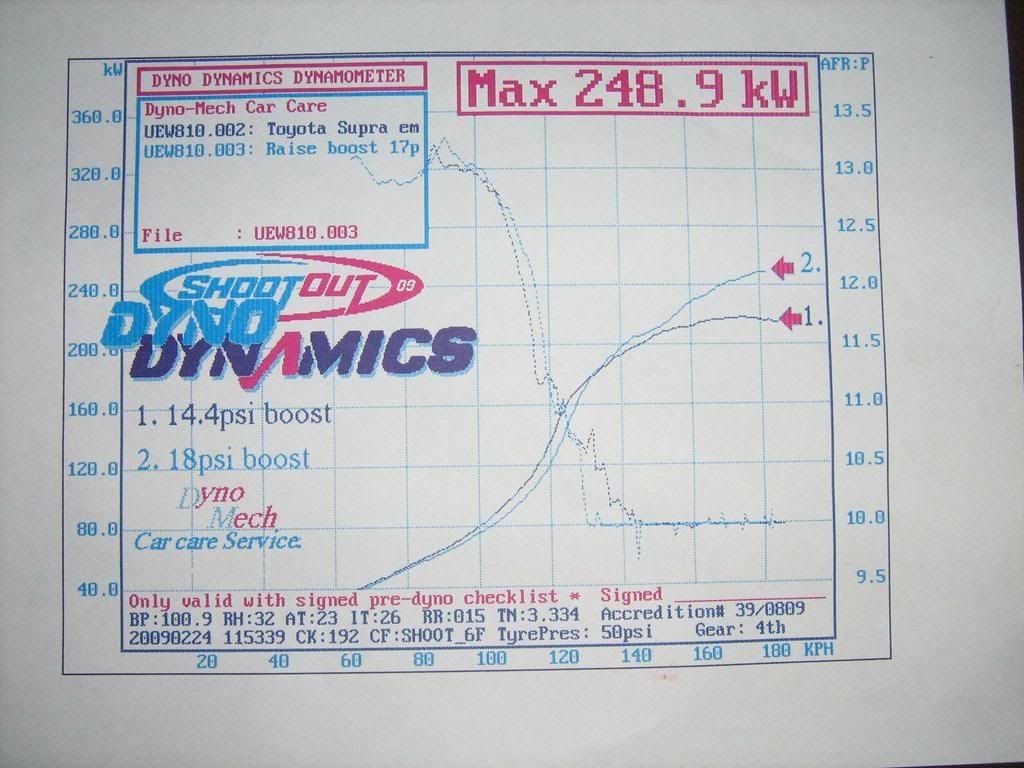 kW
DYNO DYNAMICS DYNAMOMETER
Max 248.9 kW
AFR:P
Dyno-Mech Car Care
UEW810.002: Toyota Supra em
UEW810.003: Raise boost 17p
File : UEW810.003
360.0
320.0
280.0
240.0
200.0
160.0
120.0
80.0
40.0
13.5
13.0
12.5
12.0
11.5
11.0
10.5
10.0
9.5
SHOOTOUT 09
DYNO
DYNAMICS
2.
1.
1. 14.4psi boost
2. 18psi boost
Dyno
Mech
Car care Service.
Only valid with signed pre-dyno checklist * Signed
BP:100.9 RH:32 AT:23 IT:26 RR:015 TN:3.334 Accredition# 39/0809
20090224 115339 CK:192 CF:SHOOT_6F TyrePres: 50psi Gear: 4th
20 40 60 80 100 120 140 160 180 KPH